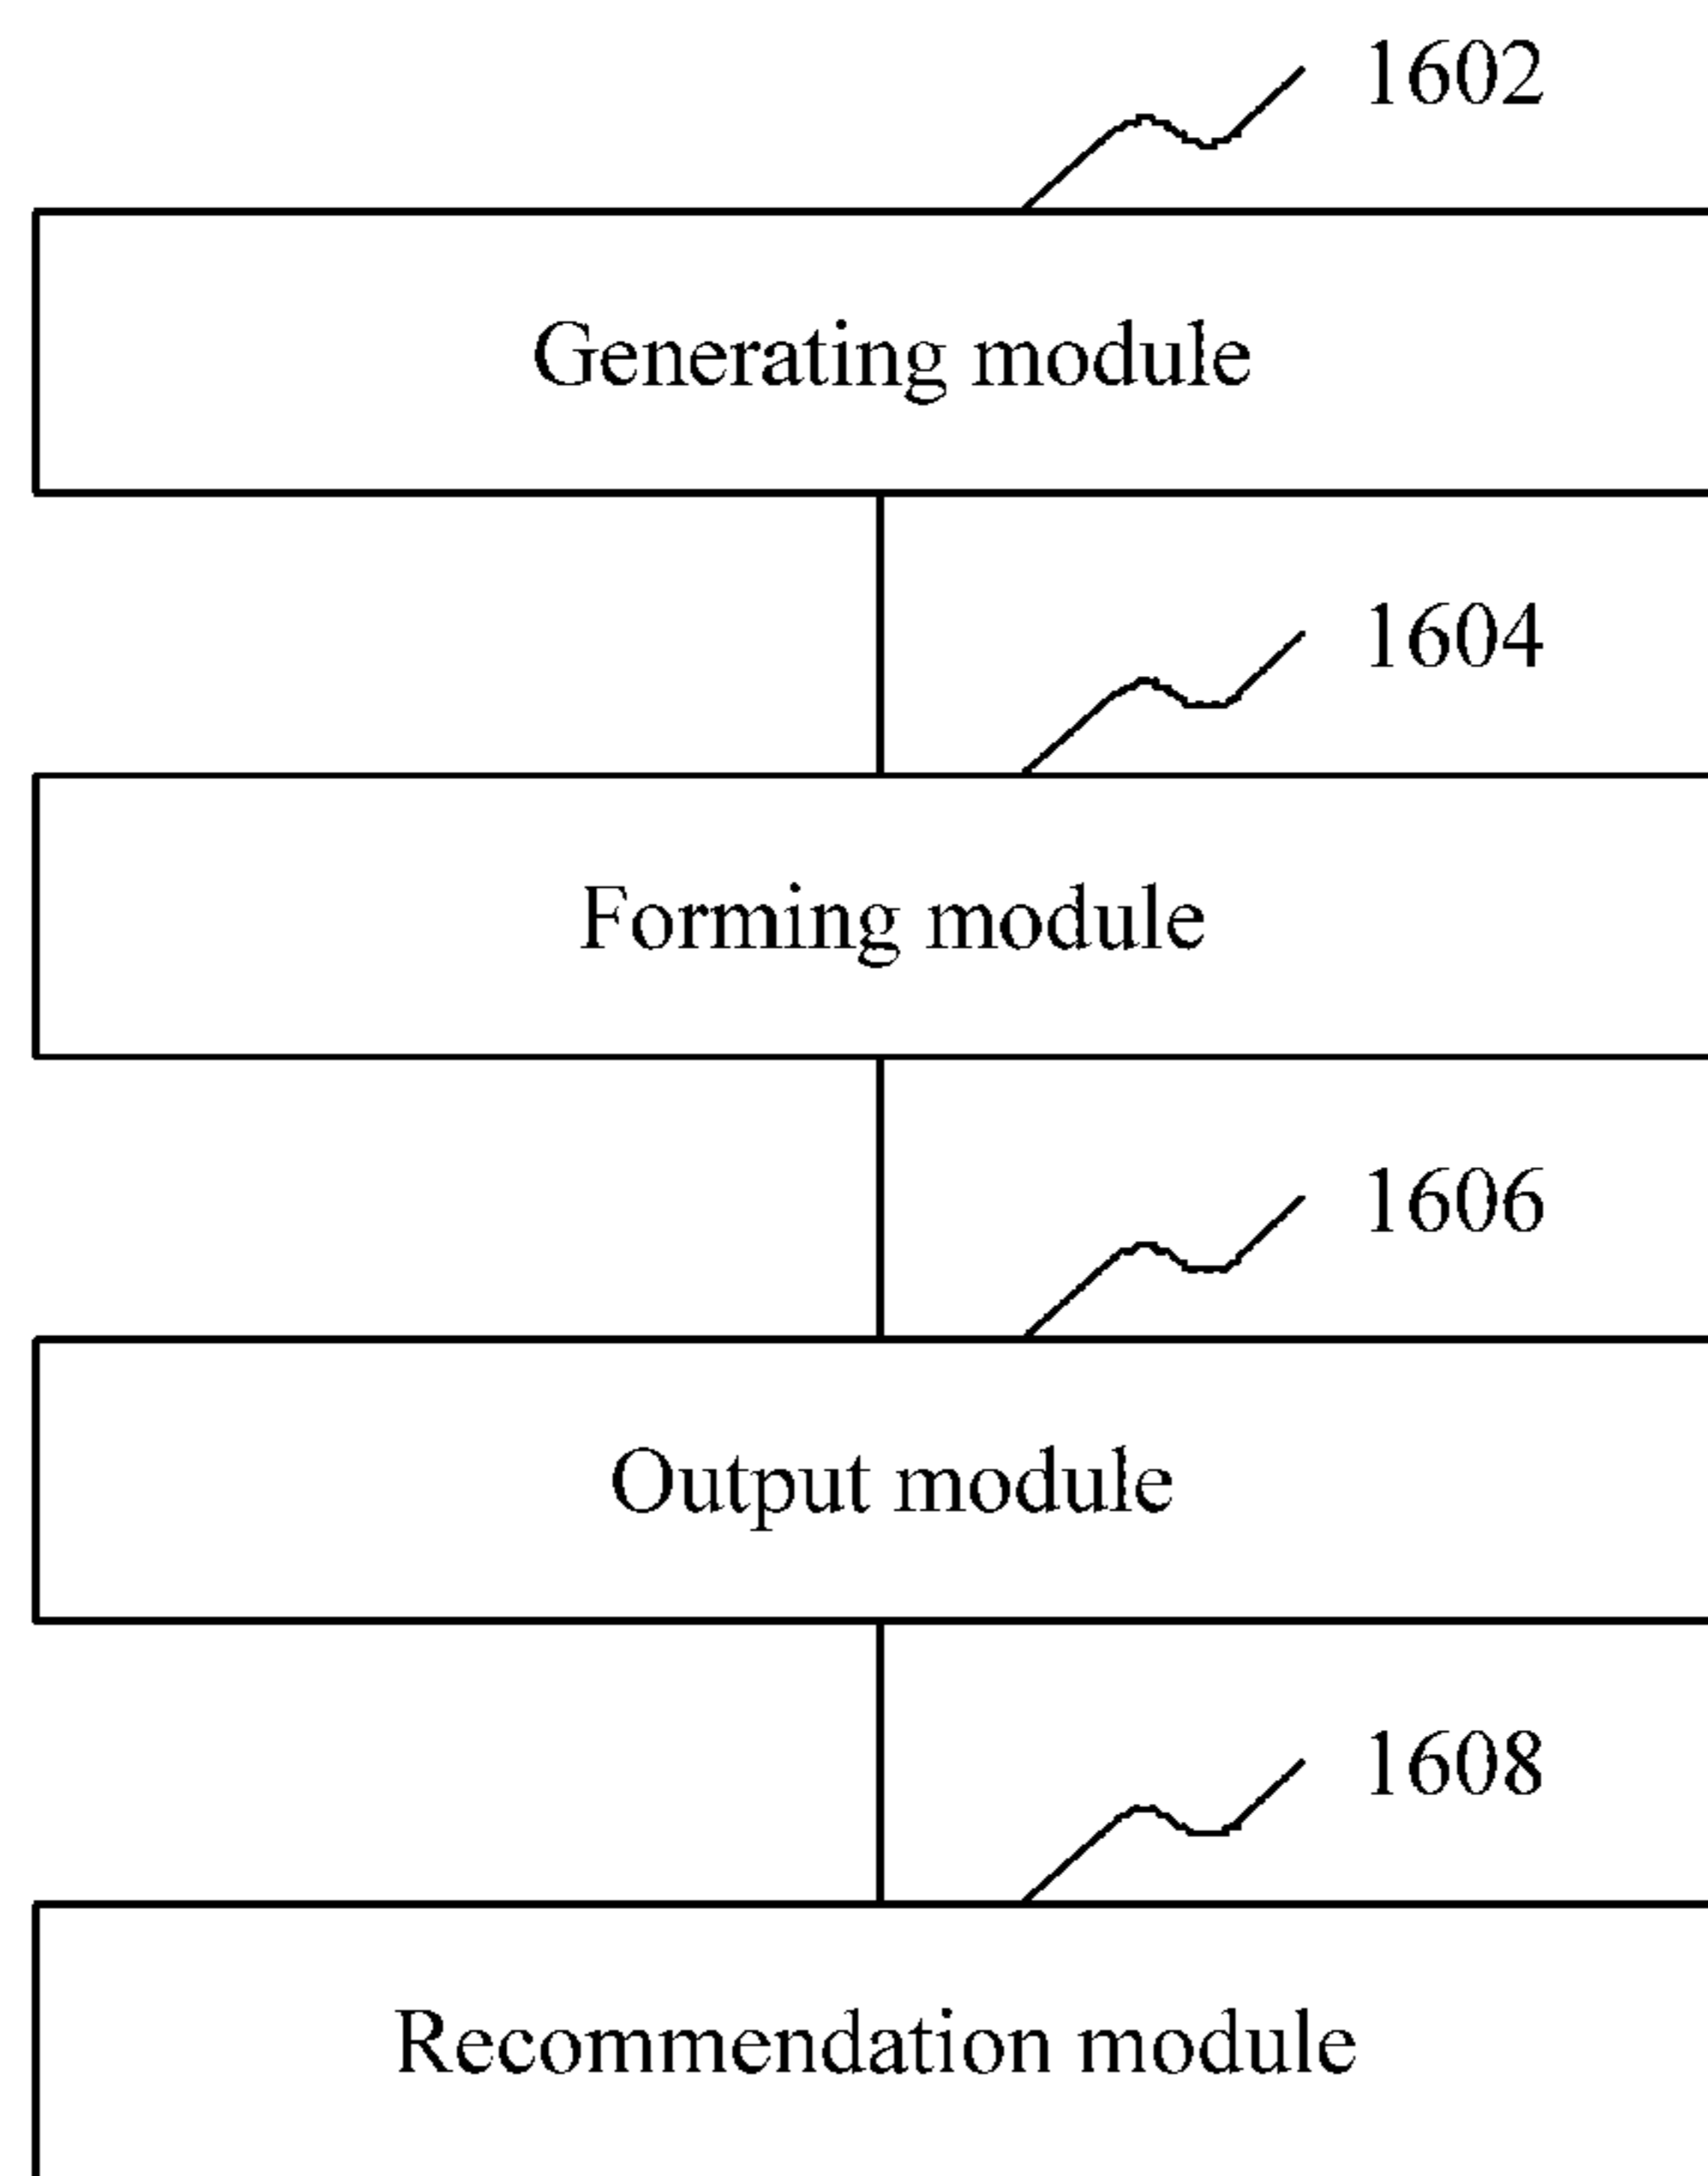 1602
Generating module
1604
Forming module
1606
Output module
1608
Recommendation module